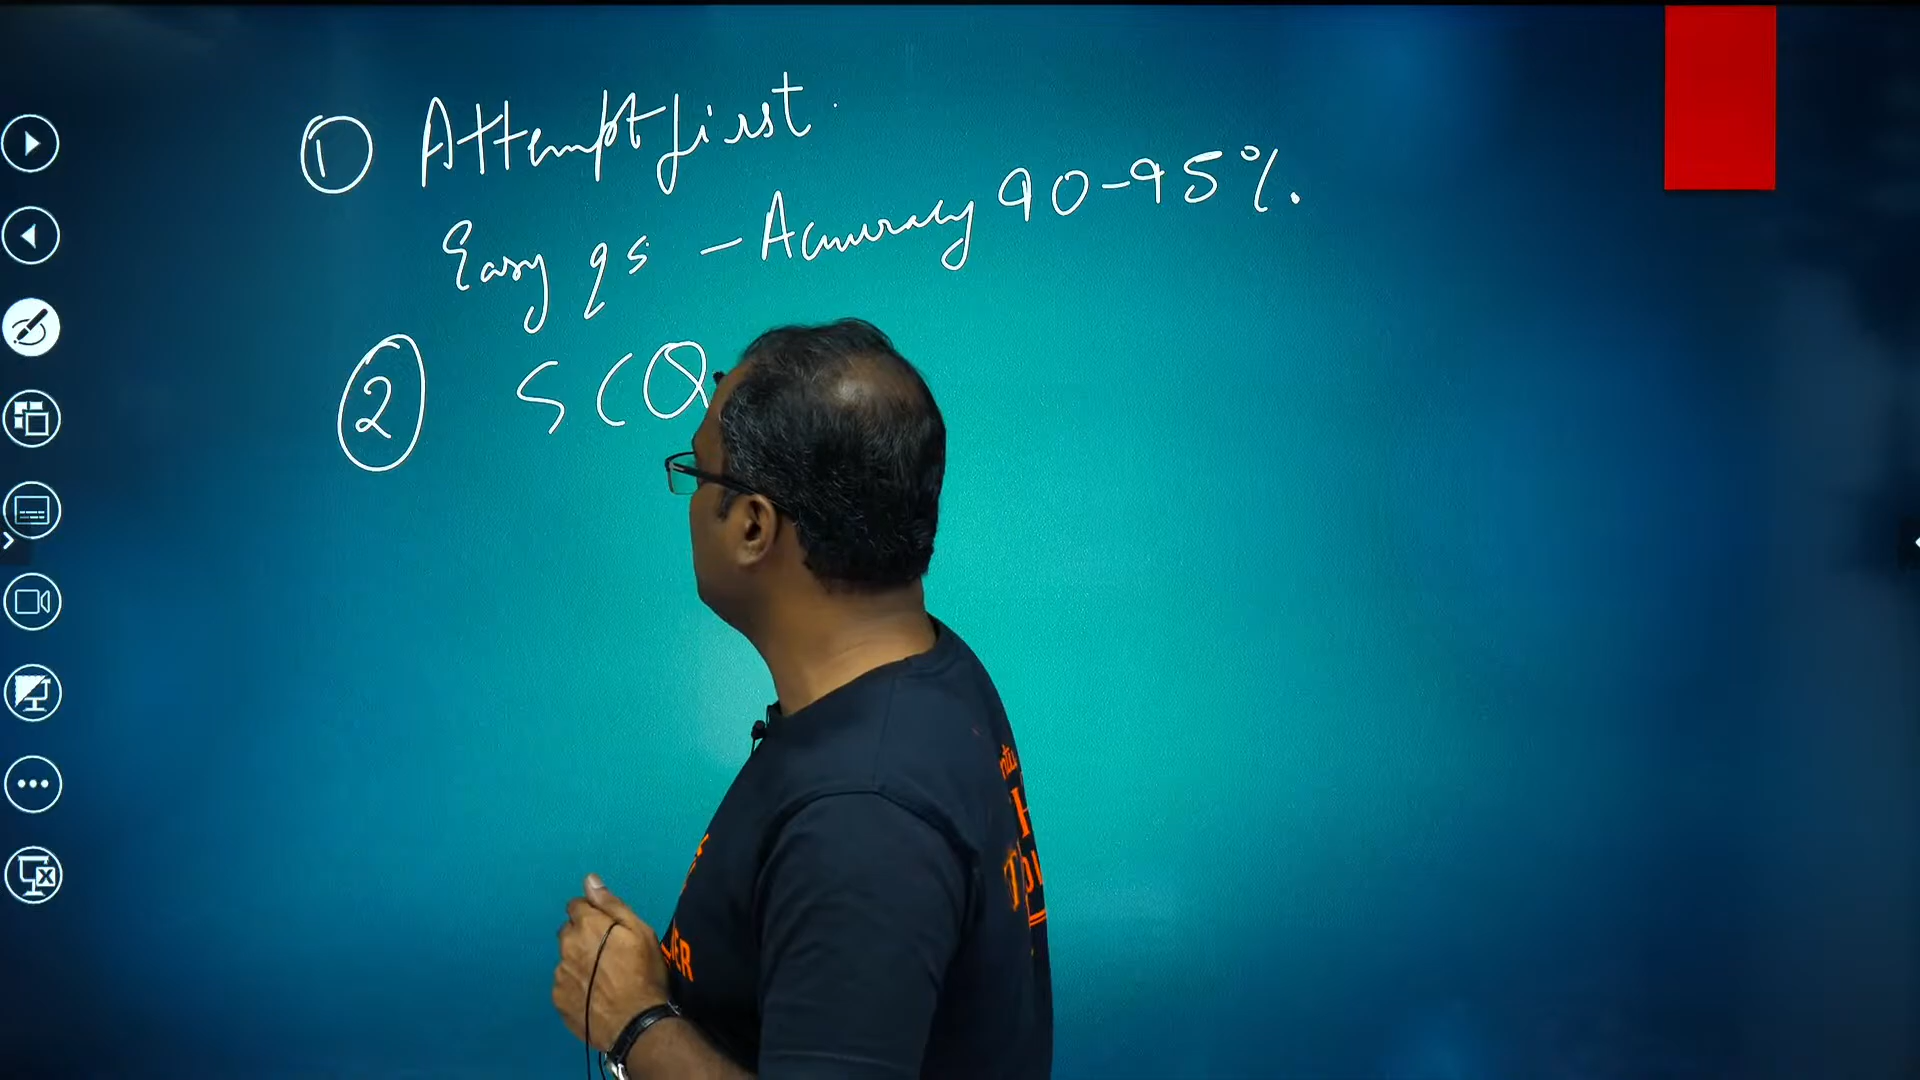 ① Attempt first.
Easy qs - Accuracy 90-95%.
② SCQ